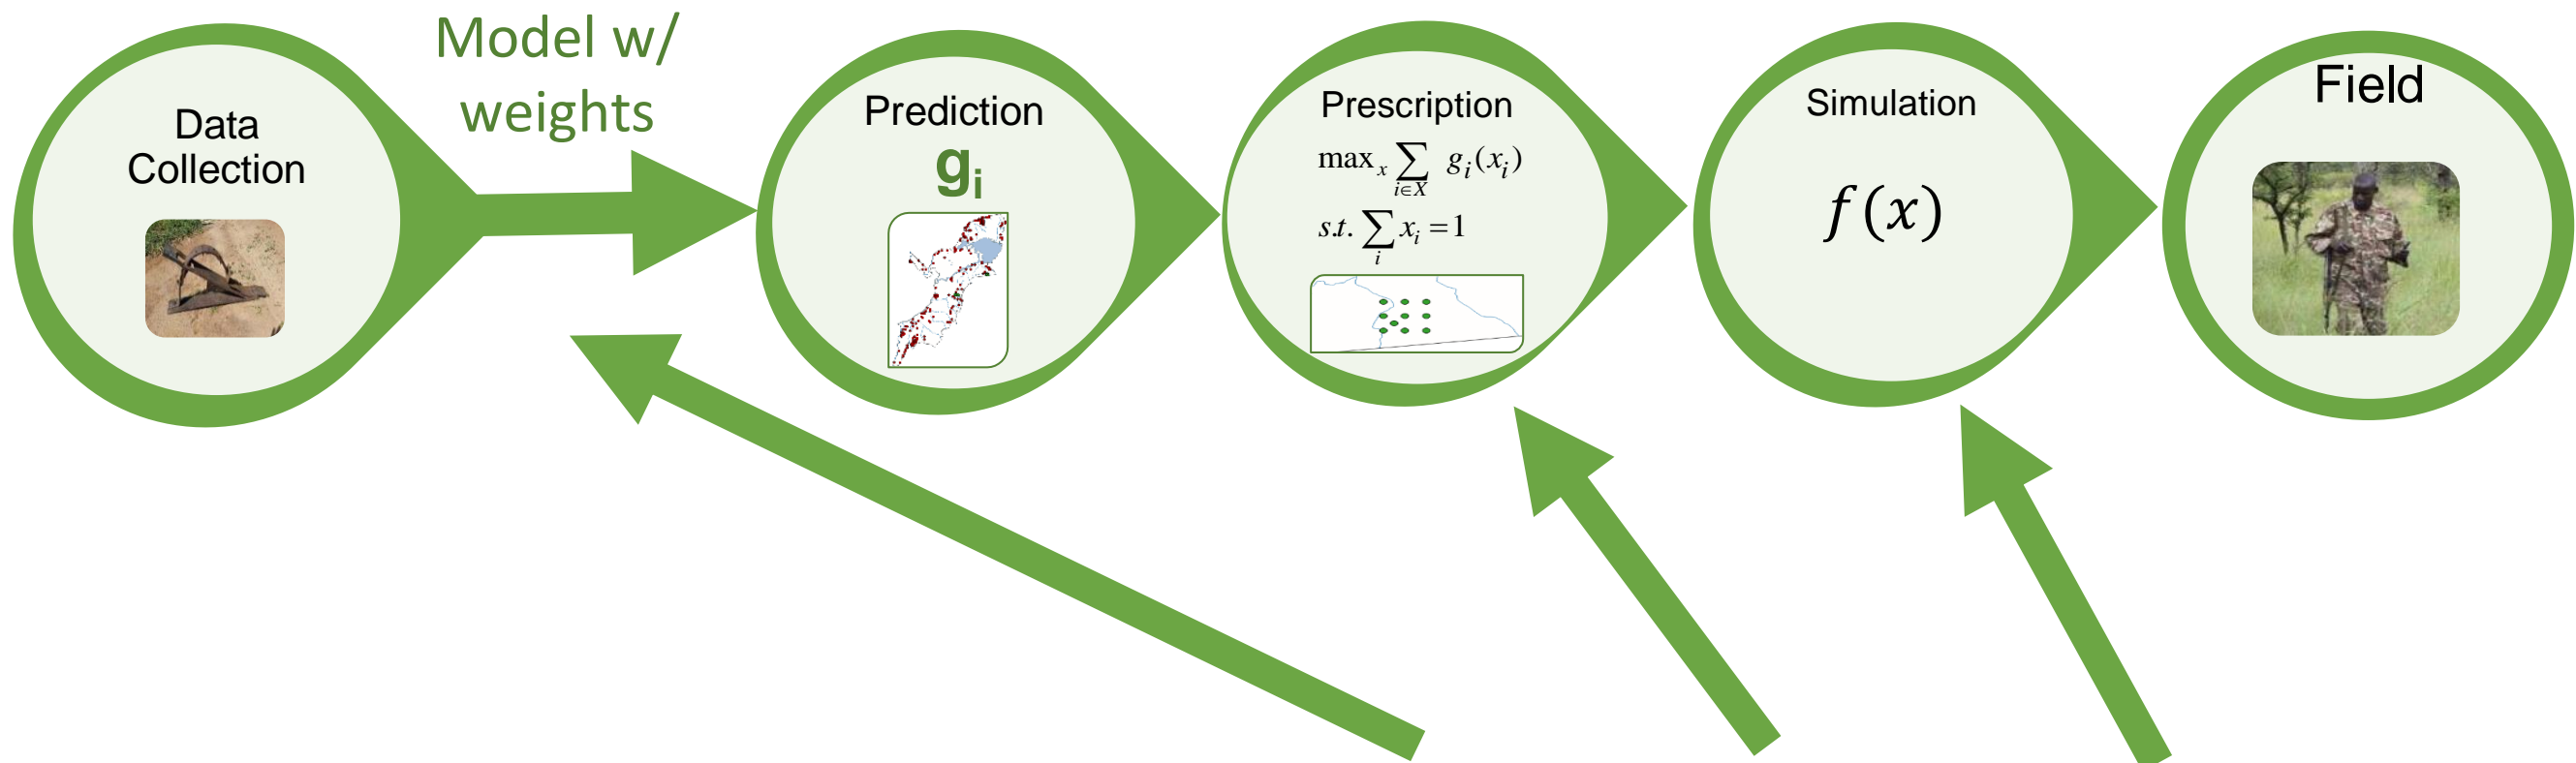 Data
Collection
Model w/
weights
Prediction
gᵢ
Prescription
maxₓ ∑ gᵢ(xᵢ)
i∈X
s.t. ∑ xᵢ = 1
i
Simulation
f(x)
Field